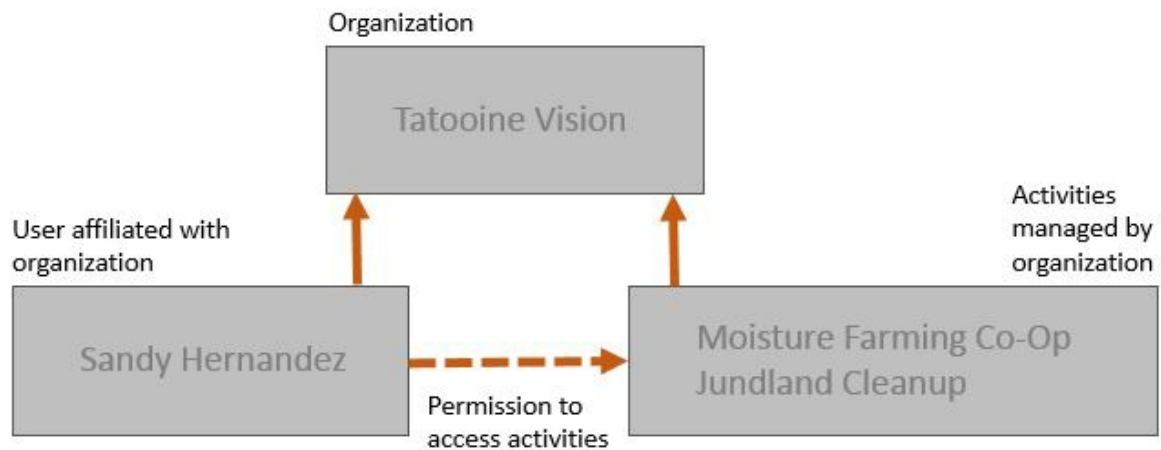 Organization
Tatooine Vision
User affiliated with
organization
Sandy Hernandez
Permission to
access activities
Activities
managed by
organization
Moisture Farming Co-Op
Jundland Cleanup